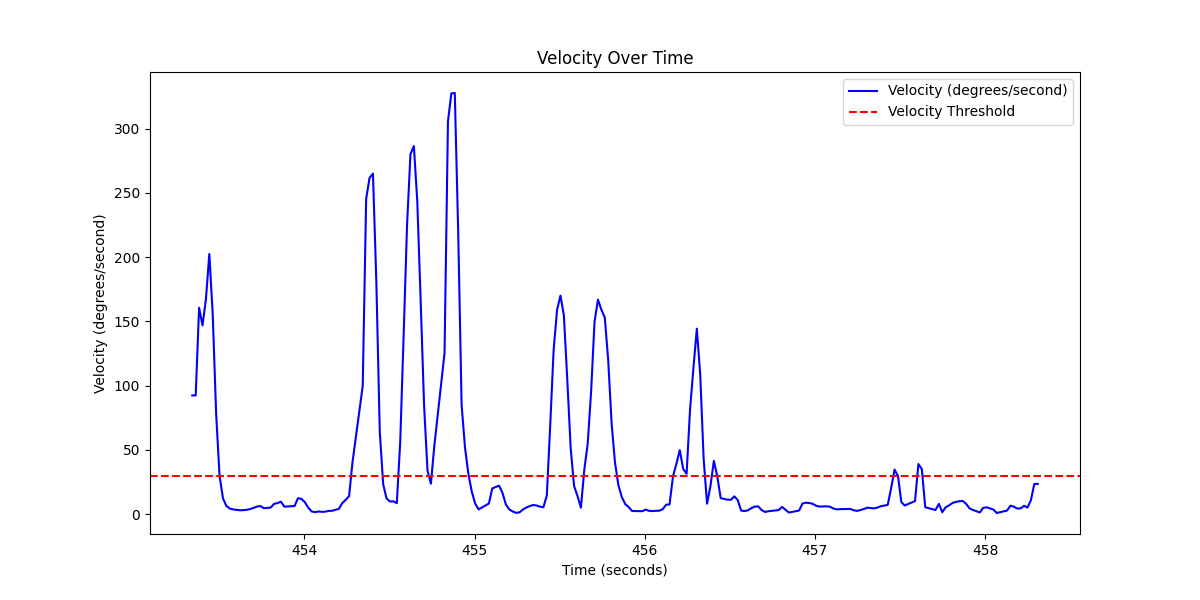 Velocity Over Time
Velocity (degrees/second)
Velocity Threshold
300
250
200
150
100
50
0
Velocity (degrees/second)
454
455
456
457
458
Time (seconds)